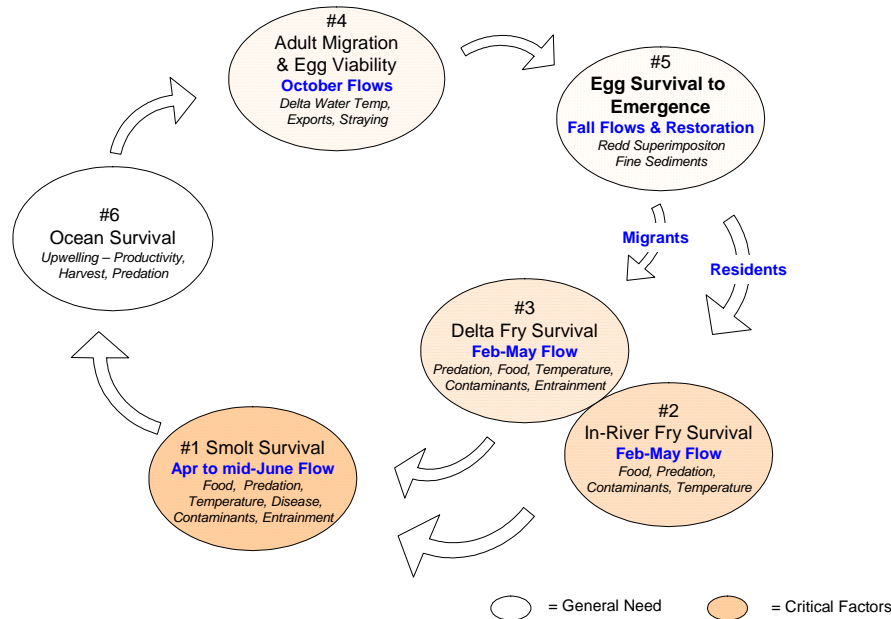 #4
Adult Migration
& Egg Viability
October Flows
Delta Water Temp,
Exports, Straying
#5
Egg Survival to
Emergence
Fall Flows & Restoration
Redd Superimpositon
Fine Sediments
#6
Ocean Survival
Upwelling – Productivity,
Harvest, Predation
Migrants
Residents
#3
Delta Fry Survival
Feb-May Flow
Predation, Food, Temperature,
Contaminants, Entrainment
#2
In-River Fry Survival
Feb-May Flow
Food, Predation,
Contaminants, Temperature
#1 Smolt Survival
Apr to mid-June Flow
Food, Predation,
Temperature, Disease,
Contaminants, Entrainment
= General Need
= Critical Factors